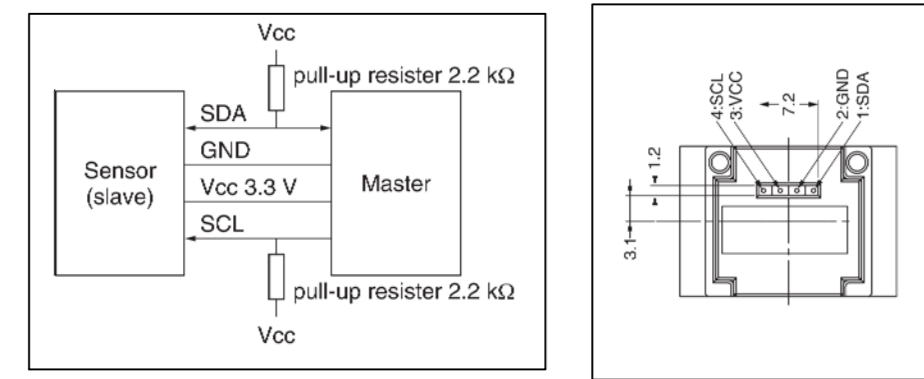 Vcc
pull-up resister 2.2 kΩ
SDA
GND
Vcc 3.3 V
SCL
Sensor
(slave)
Master
pull-up resister 2.2 kΩ
Vcc
4:SCL
3:VCC
7.2
2:GND
1:SDA
1.2
3.1